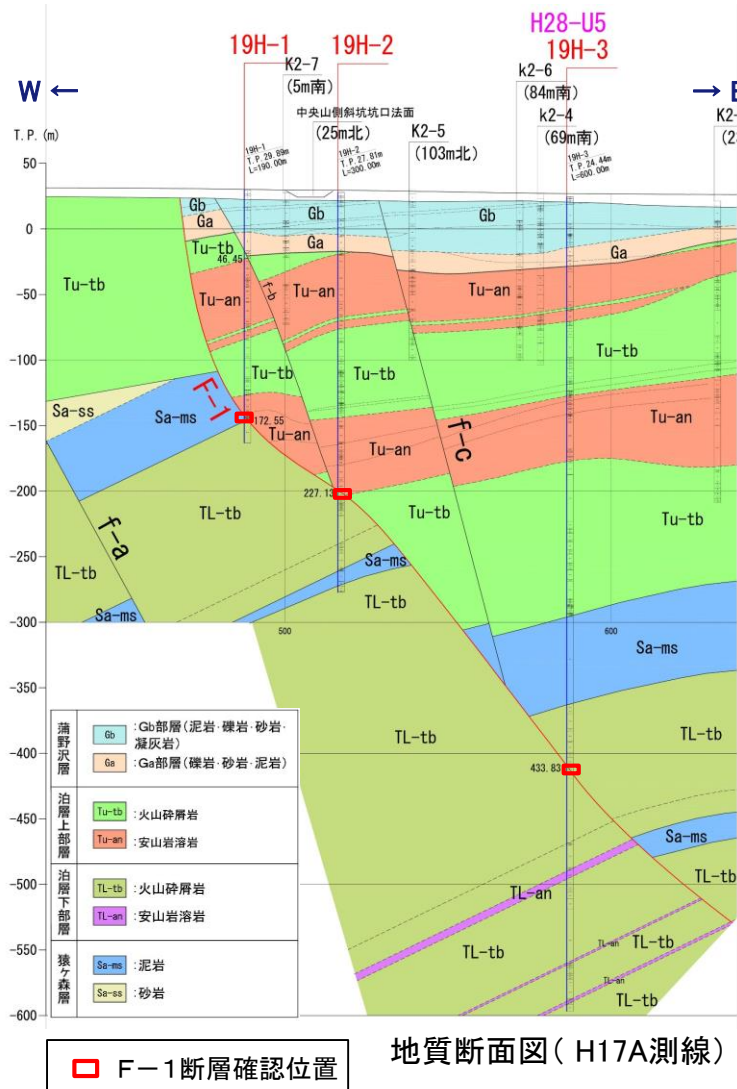 H28-U5
19H-1
19H-2
19H-3
K2-7
(5m南)
k2-6
(84m南)
W ←
→ E
中央山側斜坑坑口法面
(25m北)
K2-5
(103m北)
k2-4
(69m南)
K2-
(2
T.P.(m)
19H-1
T.P.29.89m
L=190.00m
19H-2
T.P.27.81m
L=300.00m
19H-3
T.P.24.44m
L=600.00m
50
0
-50
-100
-150
-200
-250
-300
-350
-400
-450
-500
-550
-600
Gb
Gb
Gb
Ga
Ga
Ga
Tu-tb
46.45
Tu-tb
Tu-an
f-b
Tu-an
Tu-an
Tu-tb
Tu-tb
Tu-tb
F-1
Sa-ss
Sa-ms
172.55
Tu-an
Tu-an
f-c
Tu-an
TL-tb
227.13
Tu-tb
Tu-tb
f-a
TL-tb
Sa-ms
TL-tb
Sa-ms
500
600
Sa-ms
TL-tb
TL-tb
433.83
Sa-ms
TL-an
TL-tb
TL-tb
TL-an
TL-tb
TL-an
TL-tb
蒲野沢層
Gb
:Gb部層(泥岩・礫岩・砂岩・
凝灰岩)
Ga
:Ga部層(礫岩・砂岩・泥岩)
泊層上部層
Tu-tb
:火山砕屑岩
Tu-an
:安山岩溶岩
泊層下部層
TL-tb
:火山砕屑岩
TL-an
:安山岩溶岩
猿ヶ森層
Sa-ms
:泥岩
Sa-ss
:砂岩
F-1断層確認位置
地質断面図( H17A測線)